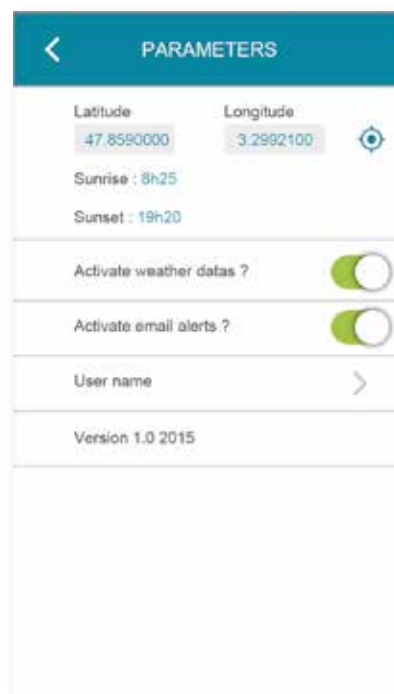 PARAMETERS
Latitude Longitude
47.8590000 3.2992100
Sunrise : 8h25
Sunset : 19h20
Activate weather datas ?
Activate email alerts ?
User name
Version 1.0 2015